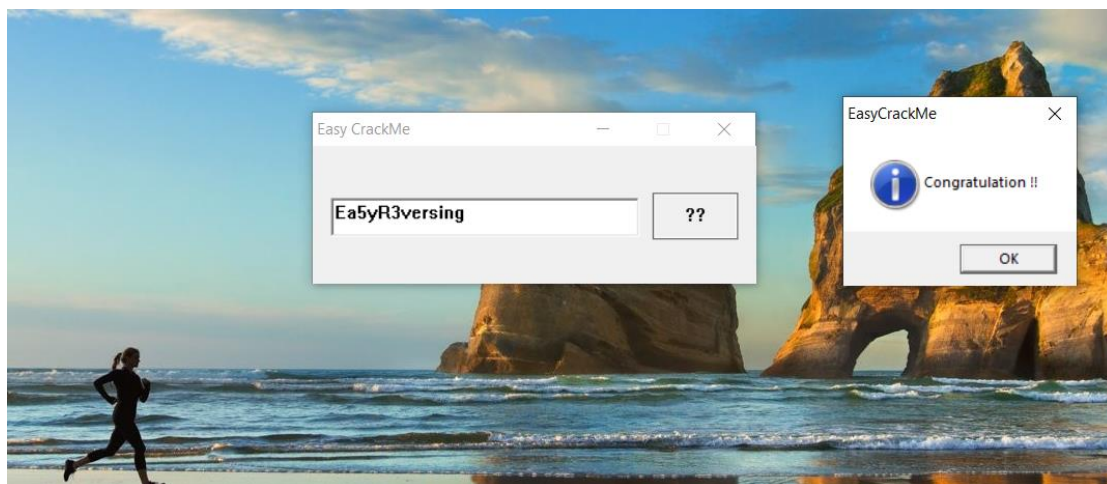 Easy CrackMe
Ea5yR3versing
??
EasyCrackMe
Congratulation !!
OK